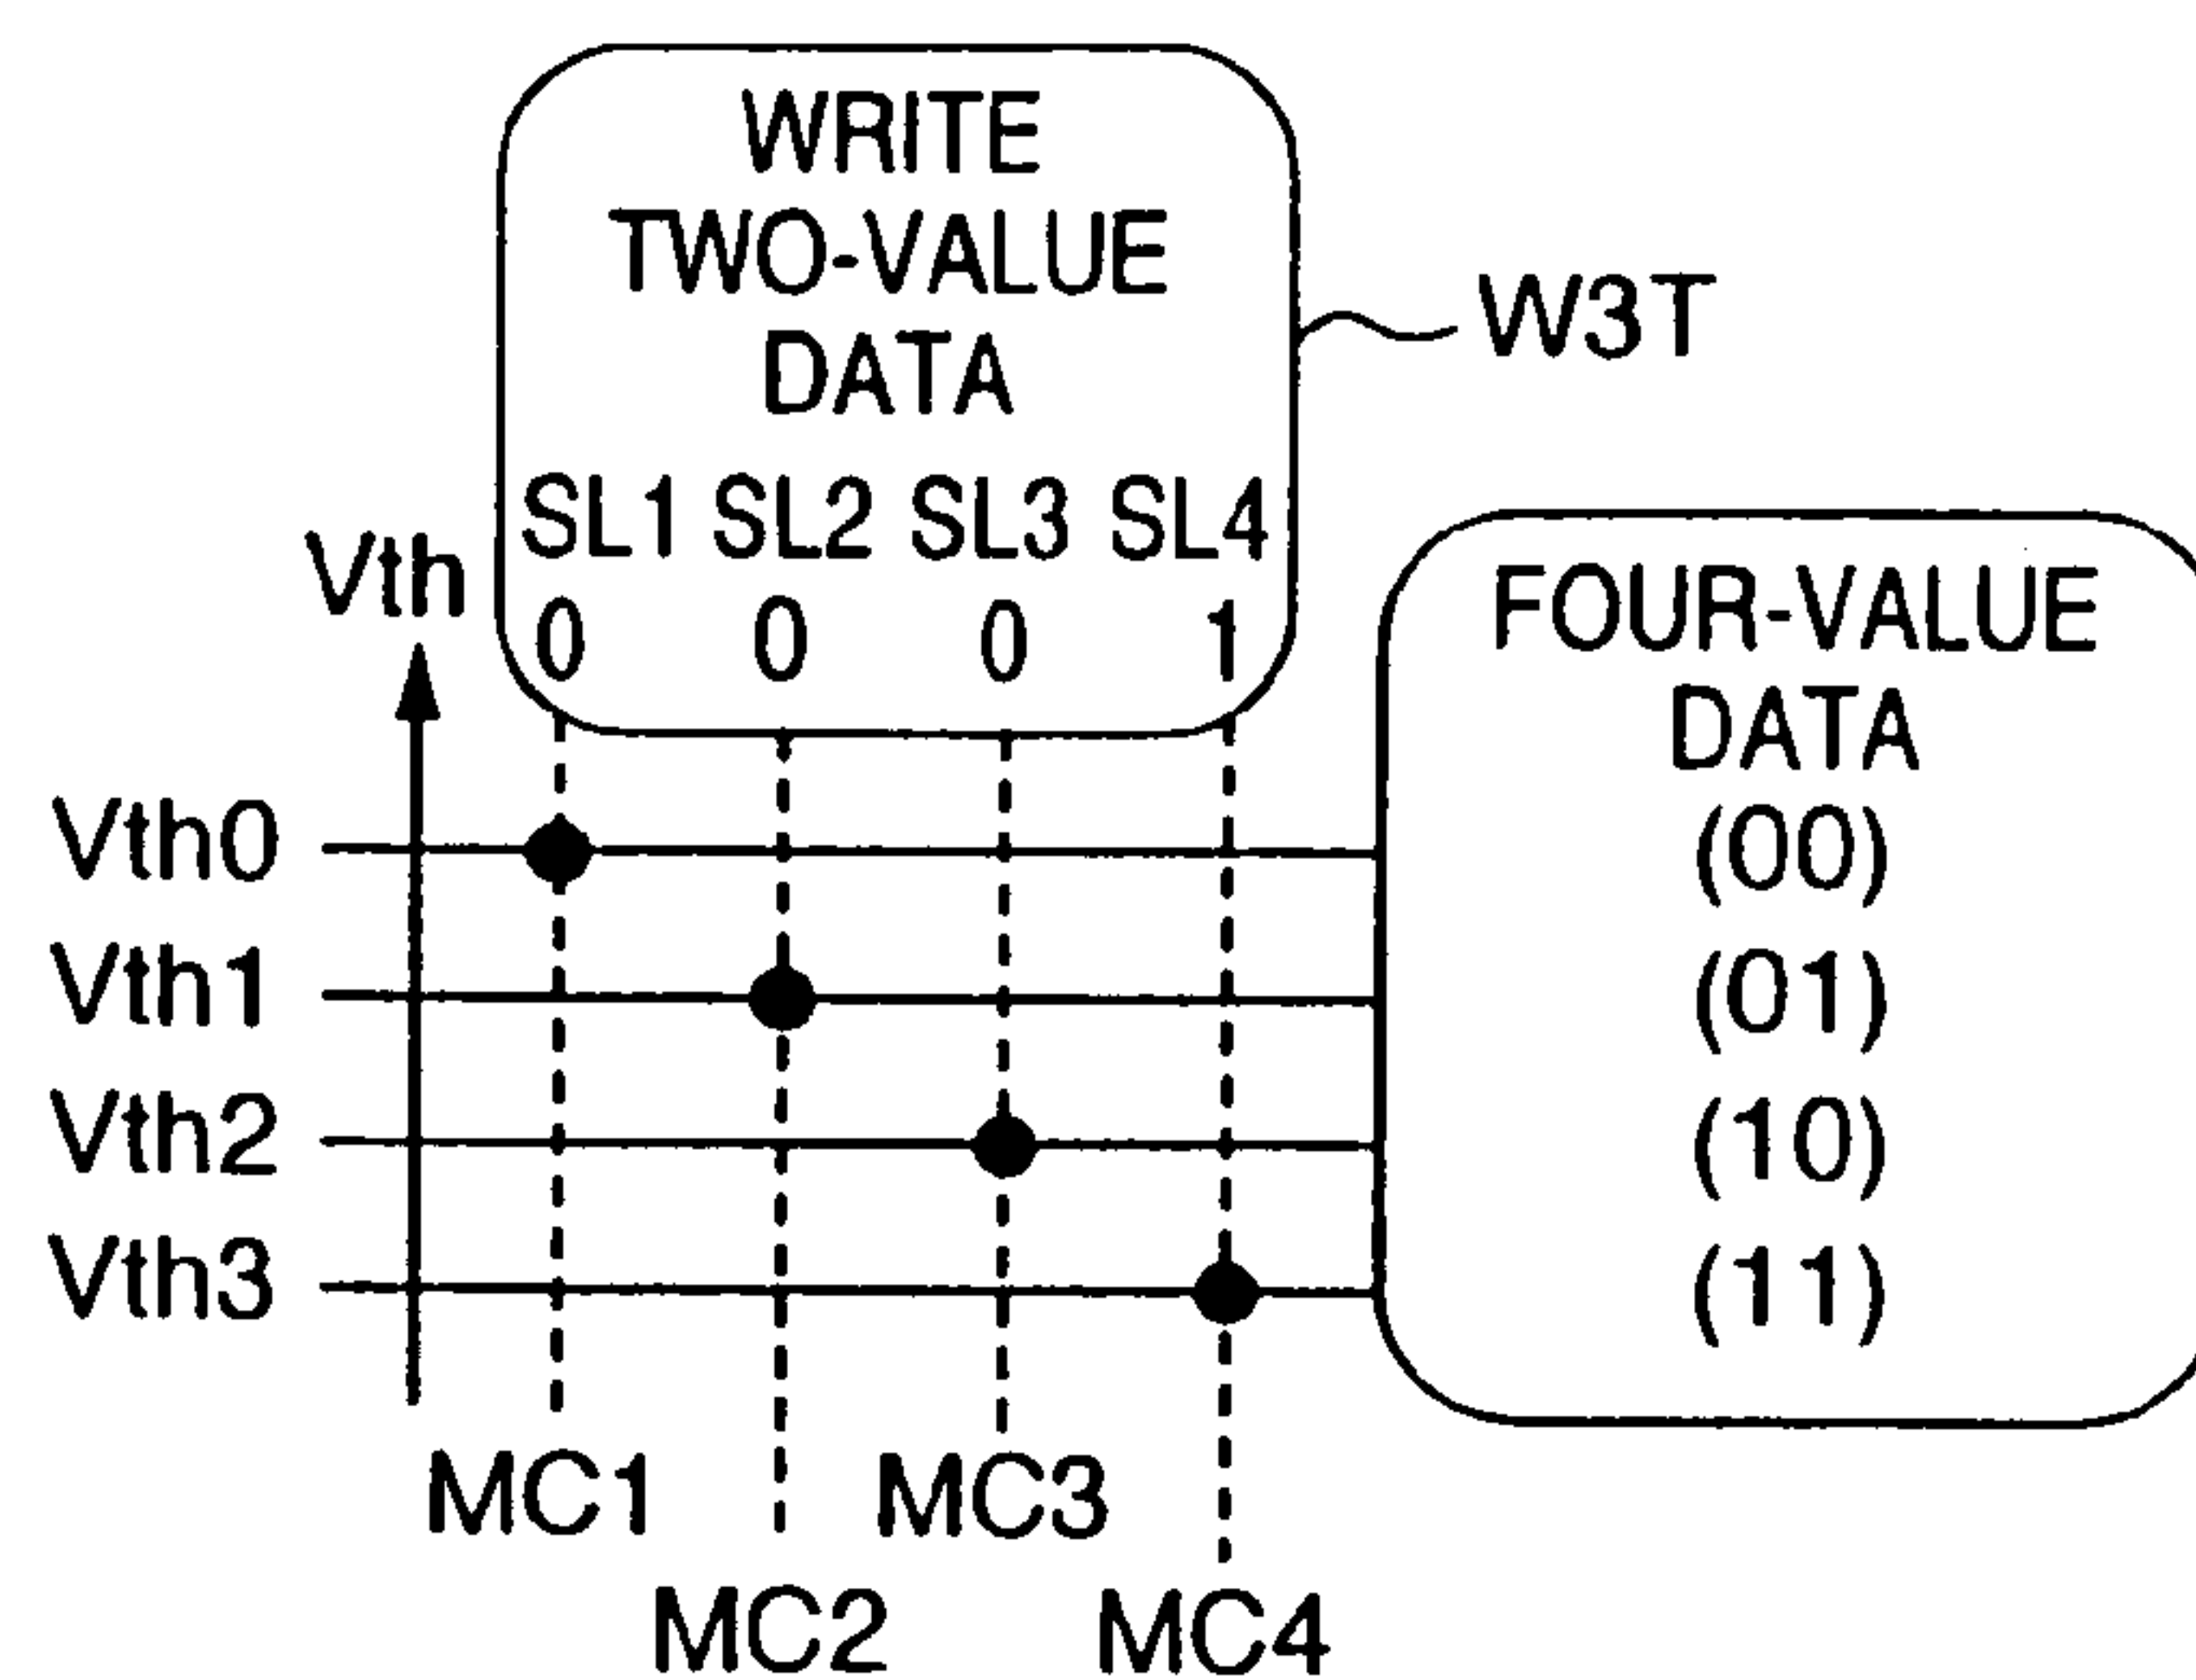 WRITE
TWO-VALUE
DATA
W3T
SL1 SL2 SL3 SL4
Vth
0 0 0 1
FOUR-VALUE
DATA
Vth0
(00)
Vth1
(01)
Vth2
(10)
Vth3
(11)
MC1
MC3
MC2
MC4